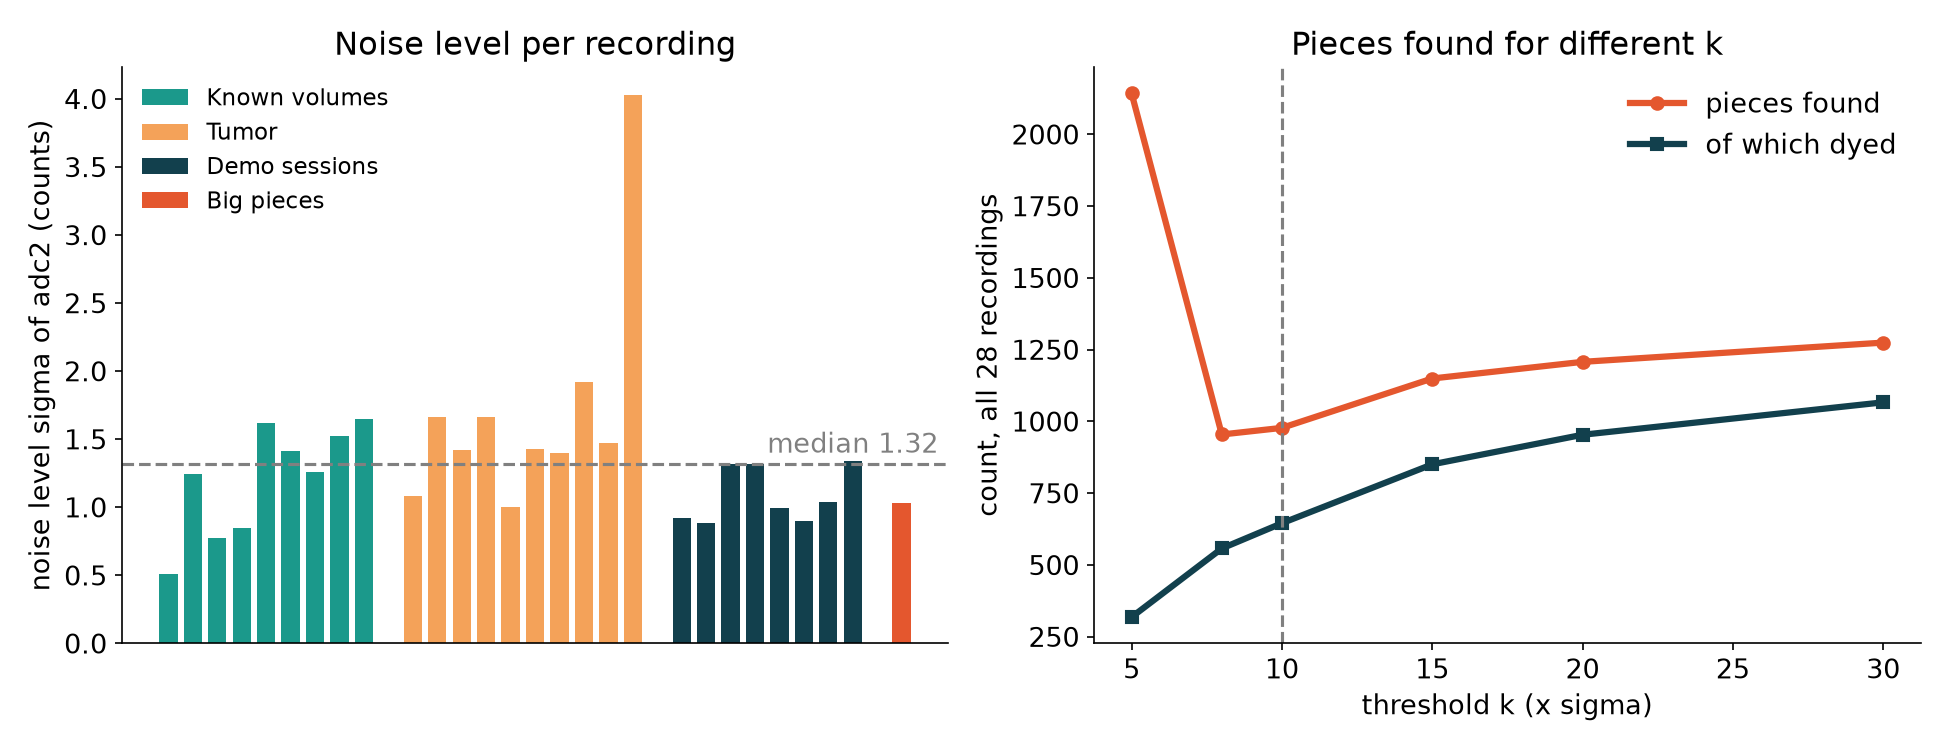 Noise level per recording
noise level sigma of adc2 (counts)
4.0
3.5
3.0
2.5
2.0
1.5
1.0
0.5
0.0
Known volumes
Tumor
Demo sessions
Big pieces
median 1.32
Pieces found for different k
count, all 28 recordings
2000
1750
1500
1250
1000
750
500
250
pieces found
of which dyed
5 10 15 20 25 30
threshold k (x sigma)